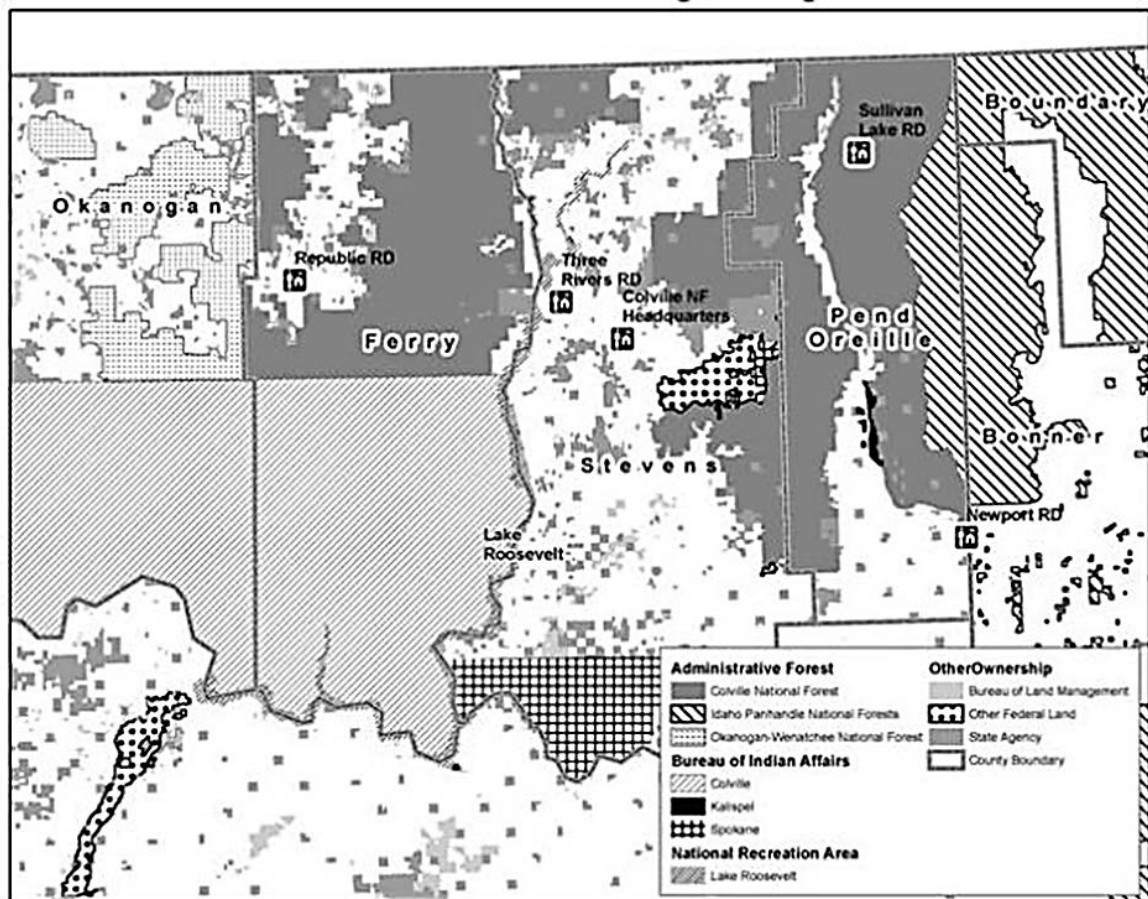 Boundary
Sullivan
Lake RD
Okanogan
Republic RD
Three
Rivers RD
Colville NF
Headquarters
Pend
Oreille
Ferry
Bonner
Stevens
Newport RD
Lake
Roosevelt
Administrative Forest
Colville National Forest
Idaho Panhandle National Forests
Okanogan-Wenatchee National Forest
Bureau of Indian Affairs
Colville
Kalispel
Spokane
National Recreation Area
Lake Roosevelt
OtherOwnership
Bureau of Land Management
Other Federal Land
State Agency
County Boundary